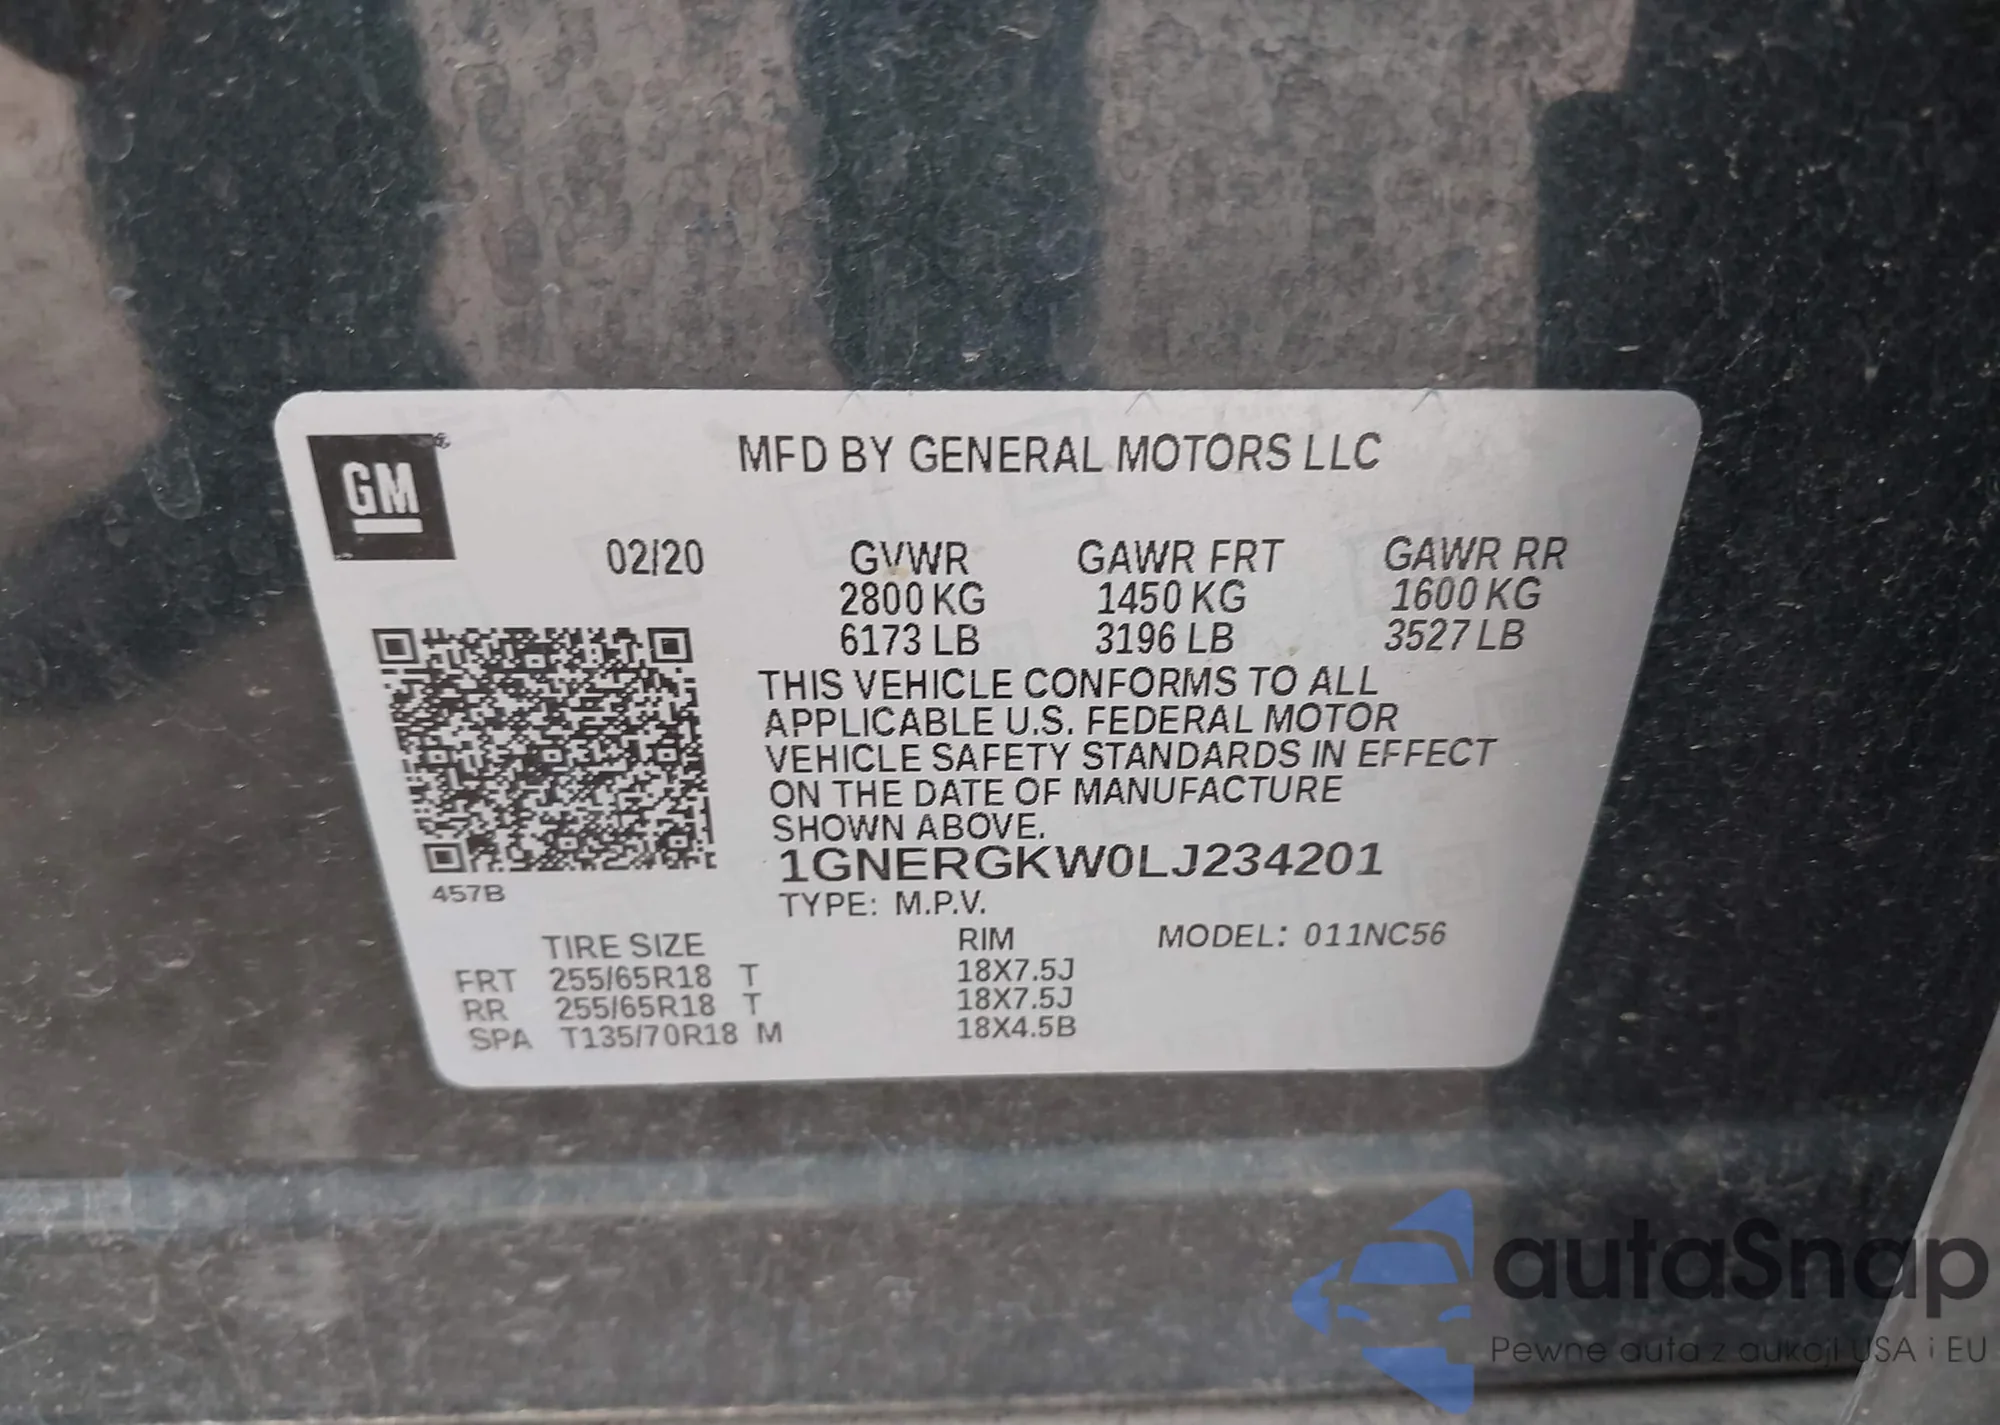 GM
MFD BY GENERAL MOTORS LLC
02/20 GVWR GAWR FRT GAWR RR
2800 KG 1450 KG 1600 KG
6173 LB 3196 LB 3527 LB
THIS VEHICLE CONFORMS TO ALL
APPLICABLE U.S. FEDERAL MOTOR
VEHICLE SAFETY STANDARDS IN EFFECT
ON THE DATE OF MANUFACTURE
SHOWN ABOVE.
1GNERGKW0LJ234201
457B
TYPE: M.P.V.
TIRE SIZE RIM MODEL: 011NC56
FRT 255/65R18 T 18X7.5J
RR 255/65R18 T 18X7.5J
SPA T135/70R18 M 18X4.5B
autaSnap
Pewne auta z aukcji USA i EU